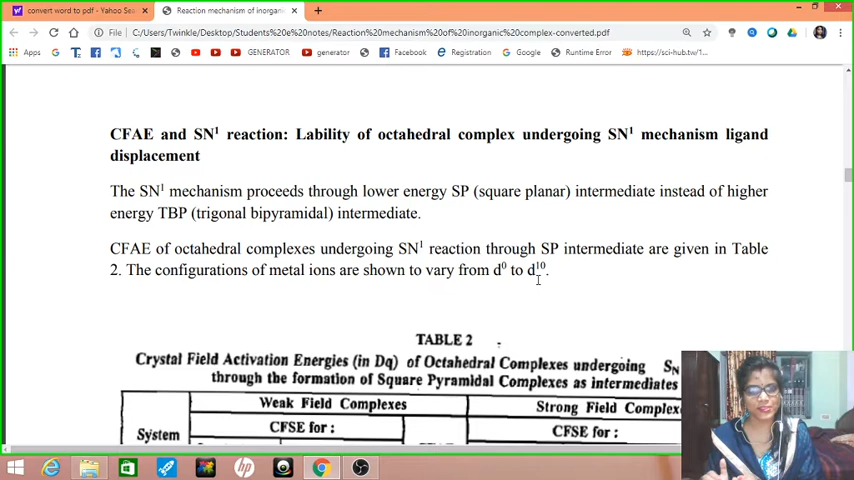 convert word to pdf - Yahoo Sea
Reaction mechanism of inorganic
File C:/Users/Twinkle/Desktop/Students%20e%20notes/Reaction%20mechanism%20of%20inorganic%20complex-converted.pdf
Apps GENERATOR generator Facebook Registration Google Runtime Error https://sci-hub.tw/1...
CFAE and SN1 reaction: Lability of octahedral complex undergoing SN1 mechanism ligand
displacement
The SN1 mechanism proceeds through lower energy SP (square planar) intermediate instead of higher
energy TBP (trigonal bipyramidal) intermediate.
CFAE of octahedral complexes undergoing SN1 reaction through SP intermediate are given in Table
2. The configurations of metal ions are shown to vary from d0 to d10.
TABLE 2
Crystal Field Activation Energies (in Dq) of Octahedral Complexes undergoing SN
through the formation of Square Pyramidal Complexes as intermediates
Weak Field Complexes Strong Field Complex
System CFSE for : CFSE for :
hp